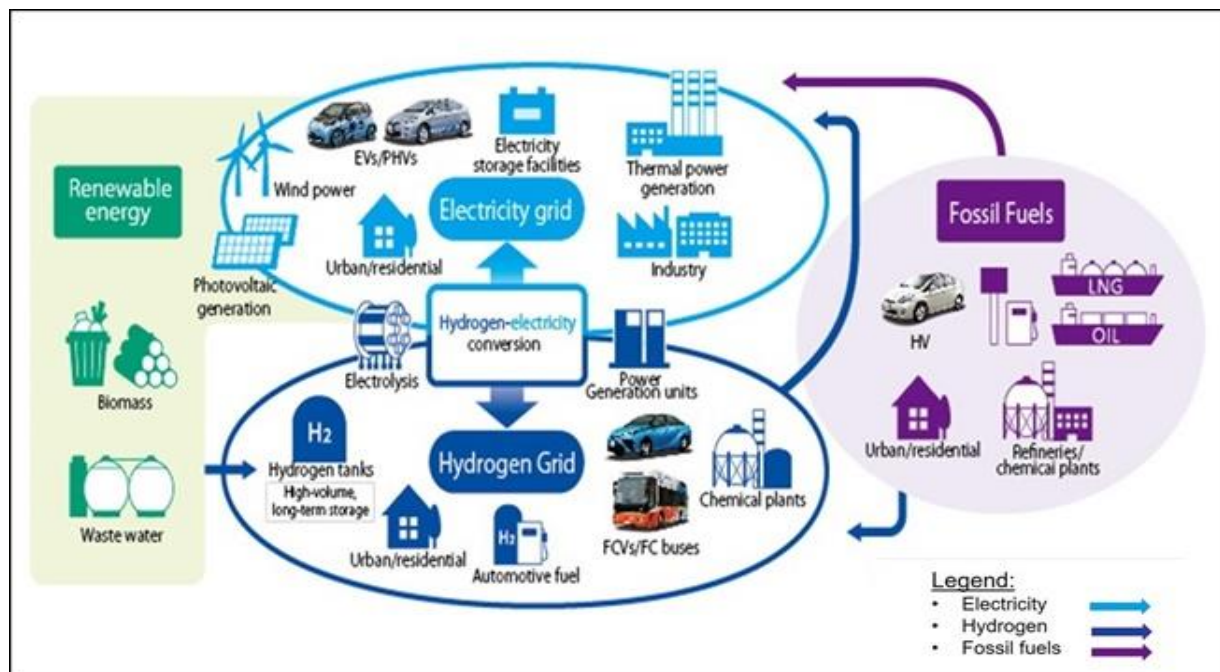 Renewable
energy
Biomass
Waste water
Wind power
Photovoltaic
generation
EVs/PHVs
Electricity
storage facilities
Thermal power
generation
Urban/residential
Electricity grid
Industry
Hydrogen-electricity
conversion
Electrolysis
Power
Generation units
H₂
Hydrogen tanks
High-volume,
long-term storage
Hydrogen Grid
Urban/residential
H₂
Automotive fuel
FCVs/FC buses
Chemical plants
Fossil Fuels
HV
LNG
OIL
Urban/residential
Refineries/
chemical plants
Legend:
• Electricity
• Hydrogen
• Fossil fuels